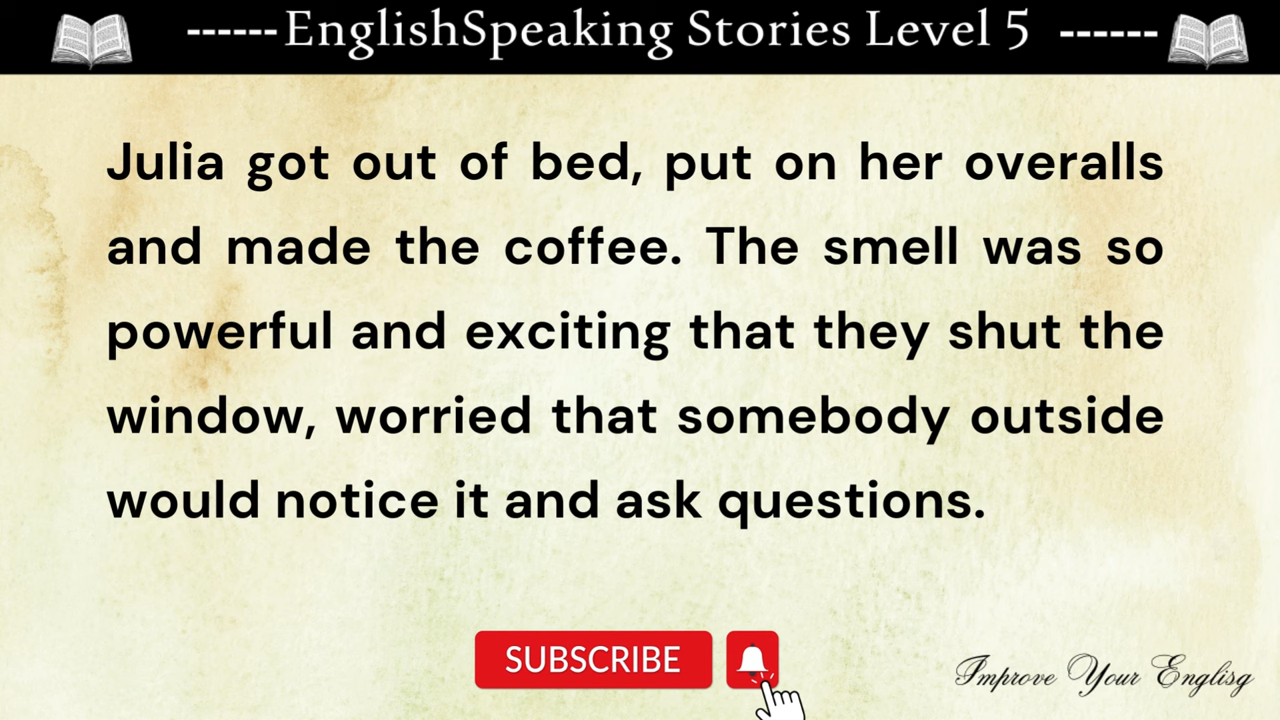 ------EnglishSpeaking Stories Level 5 ------
Julia got out of bed, put on her overalls
and made the coffee. The smell was so
powerful and exciting that they shut the
window, worried that somebody outside
would notice it and ask questions.
SUBSCRIBE
Improve Your Englisg